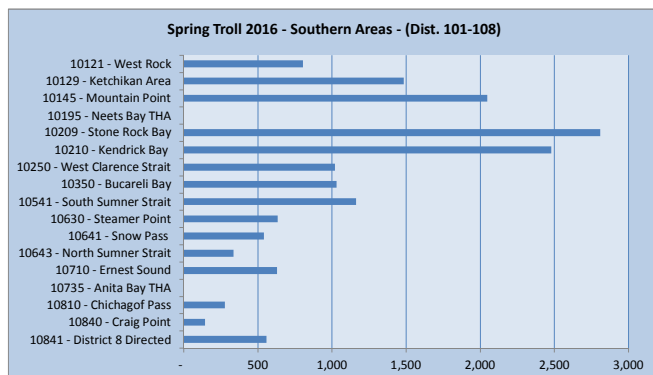 Spring Troll 2016 - Southern Areas - (Dist. 101-108)
10121 - West Rock
10129 - Ketchikan Area
10145 - Mountain Point
10195 - Neets Bay THA
10209 - Stone Rock Bay
10210 - Kendrick Bay
10250 - West Clarence Strait
10350 - Bucareli Bay
10541 - South Sumner Strait
10630 - Steamer Point
10641 - Snow Pass
10643 - North Sumner Strait
10710 - Ernest Sound
10735 - Anita Bay THA
10810 - Chichagof Pass
10840 - Craig Point
10841 - District 8 Directed
- 500 1,000 1,500 2,000 2,500 3,000